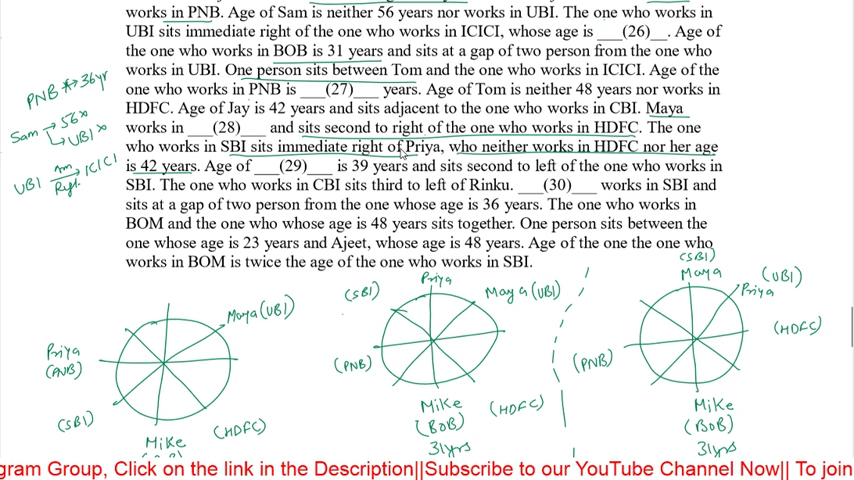 works in PNB. Age of Sam is neither 56 years nor works in UBI. The one who works in
UBI sits immediate right of the one who works in ICICI, whose age is ___(26)__. Age of
the one who works in BOB is 31 years and sits at a gap of two person from the one who
works in UBI. One person sits between Tom and the one who works in ICICI. Age of the
one who works in PNB is ___(27)___ years. Age of Tom is neither 48 years nor works in
HDFC. Age of Jay is 42 years and sits adjacent to the one who works in CBI. Maya
works in ___(28)___ and sits second to right of the one who works in HDFC. The one
who works in SBI sits immediate right of Priya, who neither works in HDFC nor her age
is 42 years. Age of ___(29)___ is 39 years and sits second to left of the one who works in
SBI. The one who works in CBI sits third to left of Rinku. ___(30)___ works in SBI and
sits at a gap of two person from the one whose age is 36 years. The one who works in
BOM and the one who whose age is 48 years sits together. One person sits between the
one whose age is 23 years and Ajeet, whose age is 48 years. Age of the one the one who
works in BOM is twice the age of the one who works in SBI.
PNB → 36yr
Sam → 56x
→ UBI x
UBI Im Right ICICI
Maya (UBI)
Priya
(PNB)
(SBI)
Mike
(HDFC)
Priya
(SBI)
Maya (UBI)
(PNB)
Mike
(BOB)
31yrs
(HDFC)
(SBI)
Maya
(UBI)
Priya
(HDFC)
(PNB)
Mike
(BOB)
31yrs
gram Group, Click on the link in the Description||Subscribe to our YouTube Channel Now|| To join